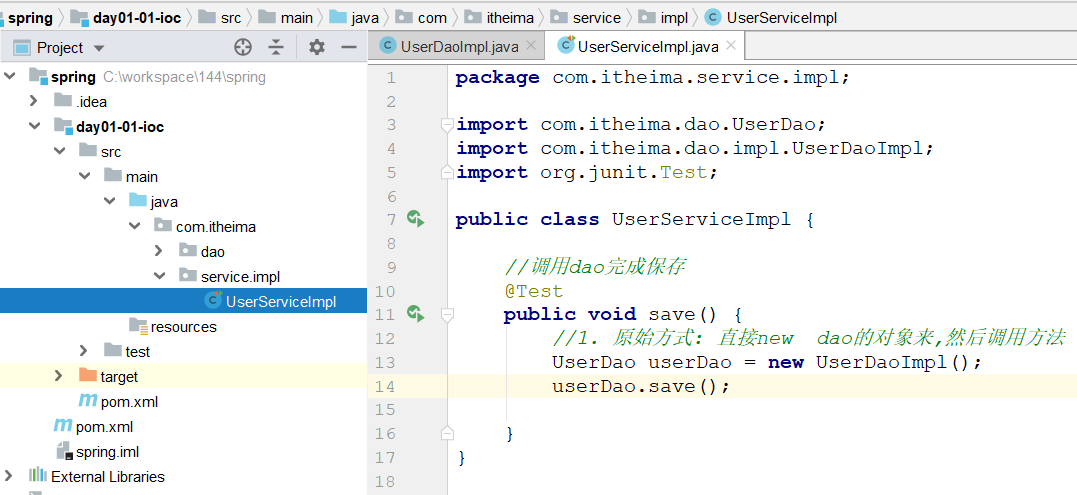 spring day01-01-ioc src main java com itheima service impl UserServiceImpl
Project
spring C:\workspace\144\spring
.idea
day01-01-ioc
src
main
java
com.itheima
dao
service.impl
UserServiceImpl
resources
test
target
pom.xml
pom.xml
spring.iml
External Libraries
UserDaoImpl.java UserServiceImpl.java
1 package com.itheima.service.impl;
2
3 import com.itheima.dao.UserDao;
4 import com.itheima.dao.impl.UserDaoImpl;
5 import org.junit.Test;
6
7 public class UserServiceImpl {
8
9 //调用dao完成保存
10 @Test
11 public void save() {
12 //1. 原始方式: 直接new dao的对象来,然后调用方法
13 UserDao userDao = new UserDaoImpl();
14 userDao.save();
15
16 }
17 }
18